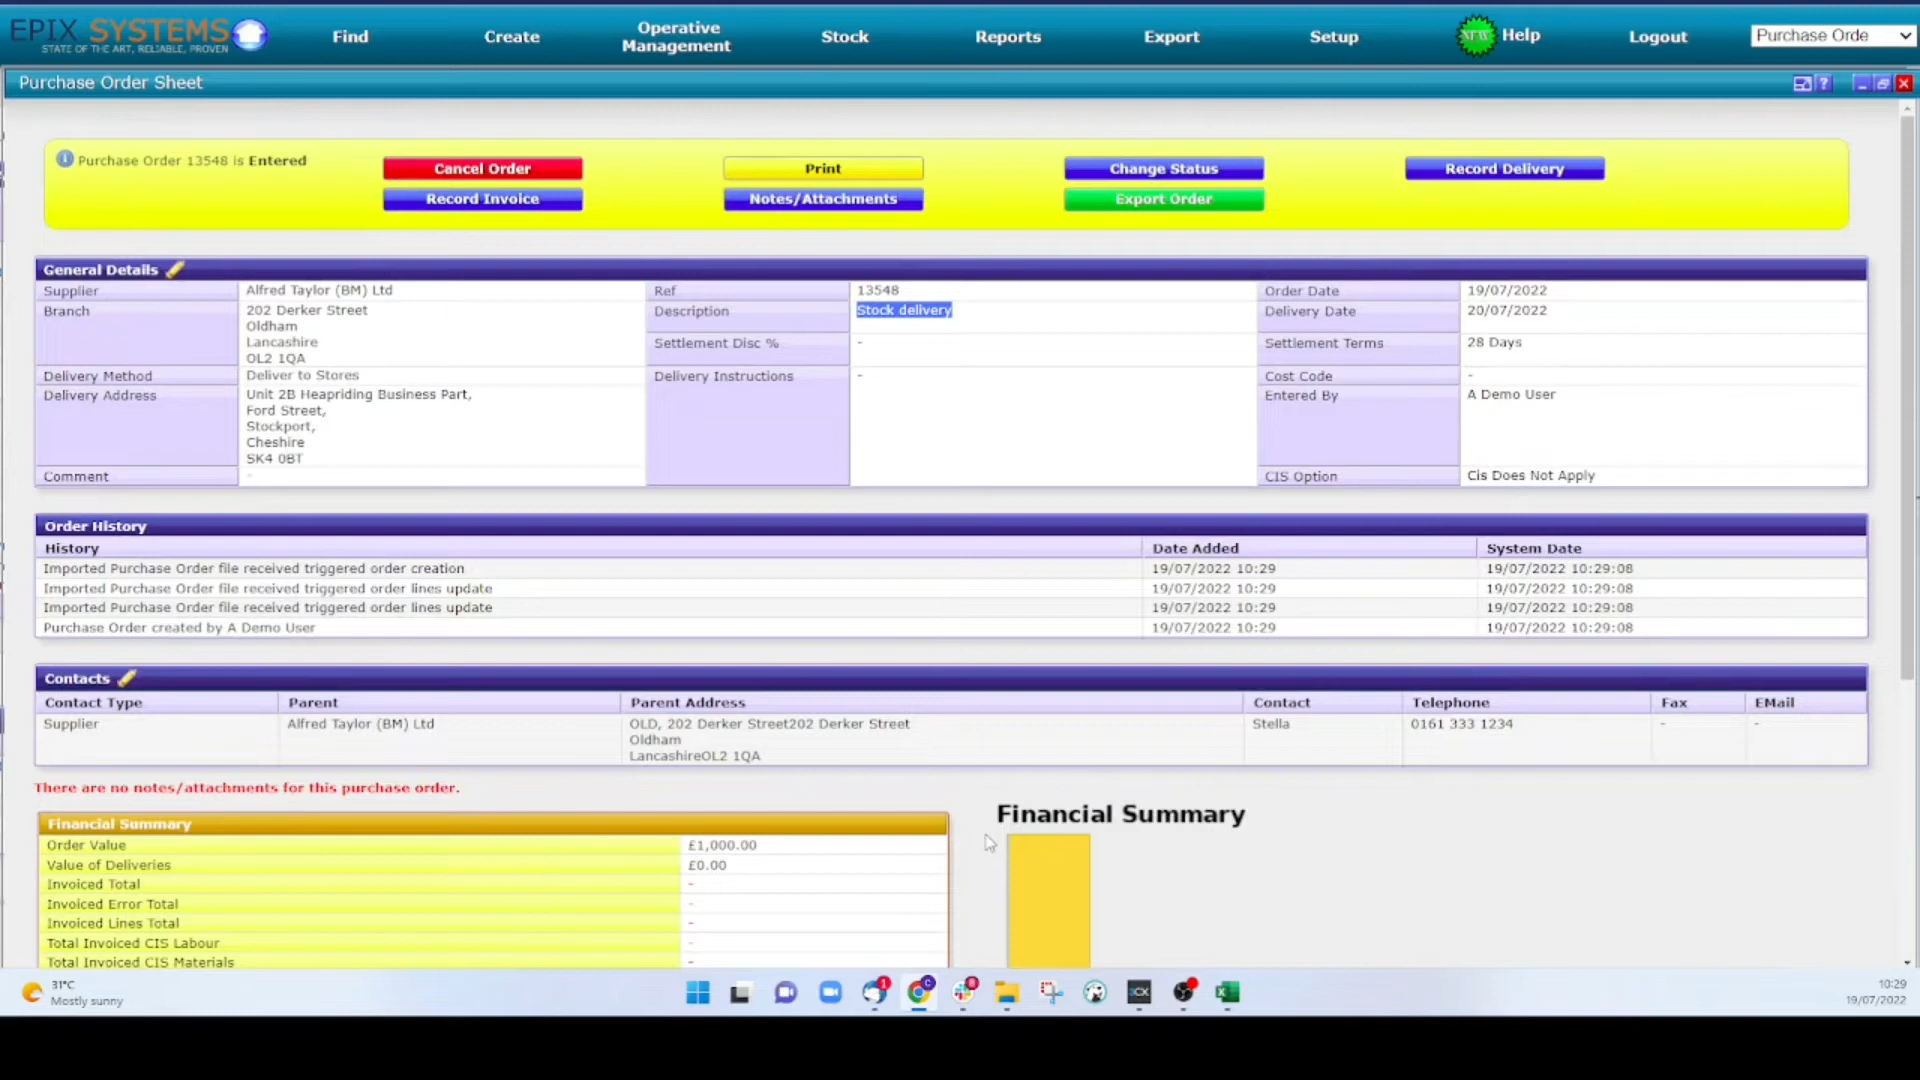 EPIX SYSTEMS
STATE OF THE ART, RELIABLE, PROVEN
Find
Create
Operative
Management
Stock
Reports
Export
Setup
NEW
Help
Logout
Purchase Orde
Purchase Order Sheet
Purchase Order 13548 is Entered
Cancel Order
Print
Change Status
Record Delivery
Record Invoice
Notes/Attachments
Export Order
General Details
Supplier Alfred Taylor (BM) Ltd Ref 13548 Order Date 19/07/2022
Branch 202 Derker Street Description Stock delivery Delivery Date 20/07/2022
Oldham
Lancashire Settlement Disc % - Settlement Terms 28 Days
OL2 1QA
Delivery Method Deliver to Stores Delivery Instructions - Cost Code -
Delivery Address Unit 2B Heapriding Business Part, Entered By A Demo User
Ford Street,
Stockport,
Cheshire
SK4 0BT
Comment - CIS Option Cis Does Not Apply
Order History
History Date Added System Date
Imported Purchase Order file received triggered order creation 19/07/2022 10:29 19/07/2022 10:29:08
Imported Purchase Order file received triggered order lines update 19/07/2022 10:29 19/07/2022 10:29:08
Imported Purchase Order file received triggered order lines update 19/07/2022 10:29 19/07/2022 10:29:08
Purchase Order created by A Demo User 19/07/2022 10:29 19/07/2022 10:29:08
Contacts
Contact Type Parent Parent Address Contact Telephone Fax EMail
Supplier Alfred Taylor (BM) Ltd OLD, 202 Derker Street202 Derker Street Stella 0161 333 1234 - -
Oldham
LancashireOL2 1QA
There are no notes/attachments for this purchase order.
Financial Summary
Order Value £1,000.00
Value of Deliveries £0.00
Invoiced Total -
Invoiced Error Total -
Invoiced Lines Total -
Total Invoiced CIS Labour -
Total Invoiced CIS Materials -
Financial Summary
31°C
Mostly sunny
3CX
10:29
19/07/2022